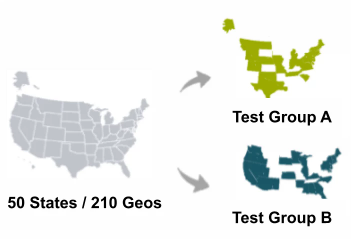 Test Group A
50 States / 210 Geos
Test Group B